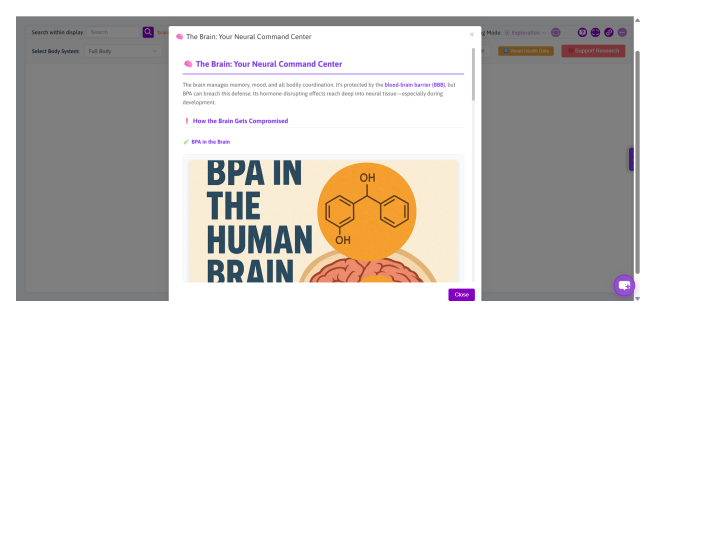 Search within display
Search
g Mode:
Exploration
Select Body System:
Full Body
Support Research
The Brain: Your Neural Command Center
×
The Brain: Your Neural Command Center
The brain manages memory, mood, and all bodily coordination. It's protected by the blood-brain barrier (BBB), but
BPA can breach this defense. Its hormone-disrupting effects reach deep into neural tissue—especially during
development.
How the Brain Gets Compromised
BPA in the Brain
BPA IN
THE
HUMAN
BRAIN
OH
OH
Close